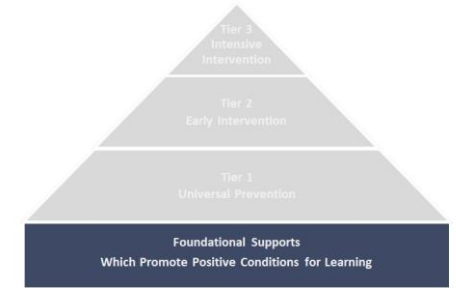 Tier 3
Intensive
Intervention
Tier 2
Early Intervention
Tier 1
Universal Prevention
Foundational Supports
Which Promote Positive Conditions for Learning